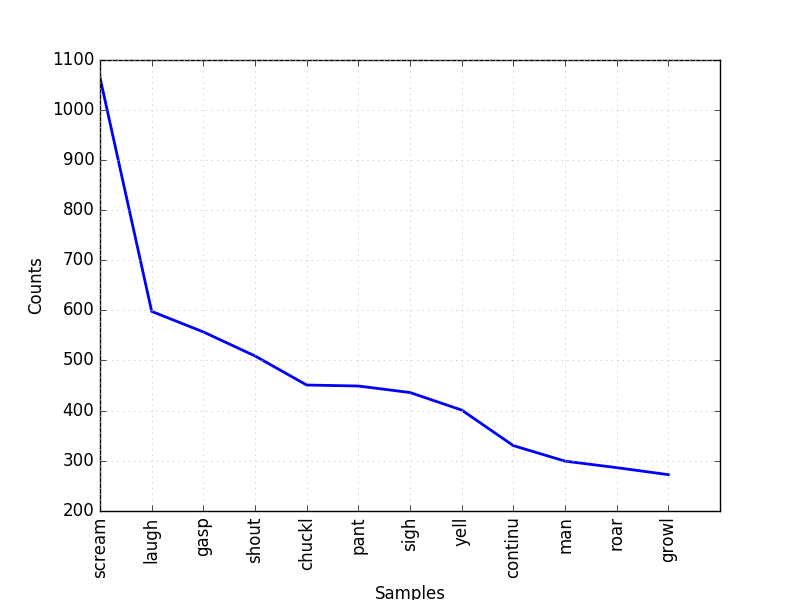 1100
1000
900
800
700
600
500
400
300
200
Counts
scream
laugh
gasp
shout
chuckl
pant
sigh
yell
continu
man
roar
growl
Samples